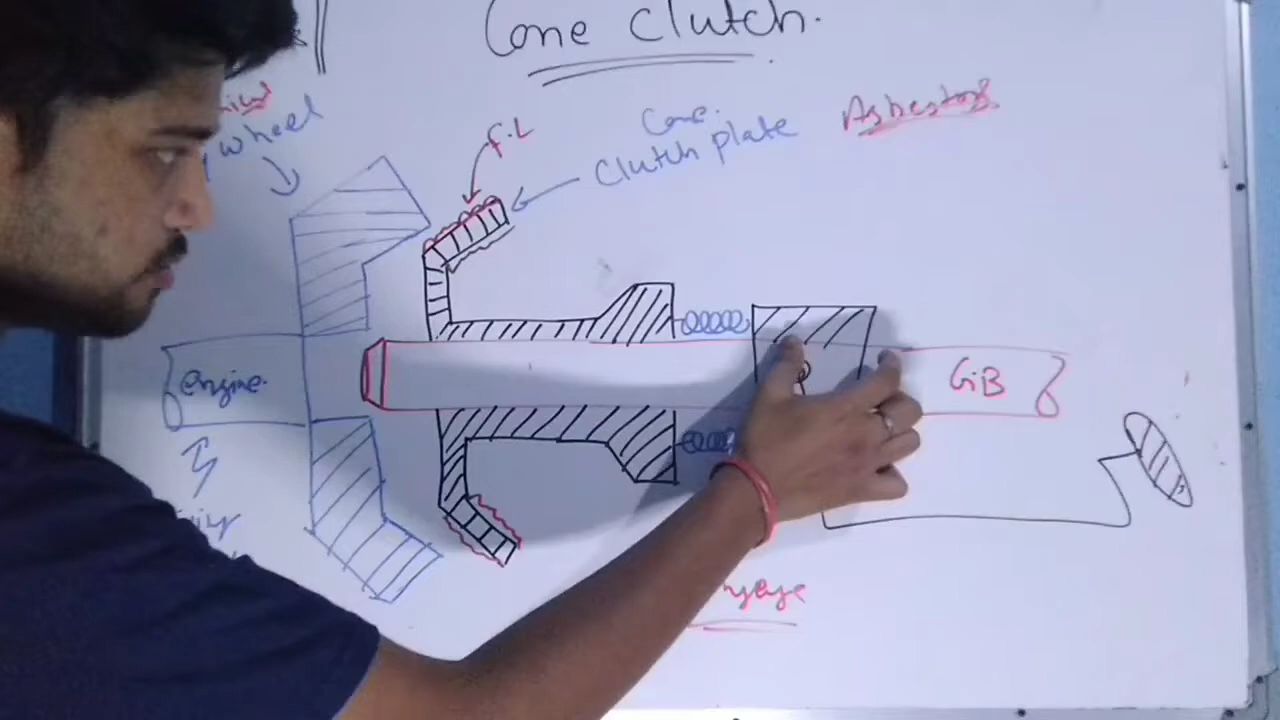 Cone Clutch.
wheel
f.L
Cone.
Clutch plate
Asbestos.
engine.
GB